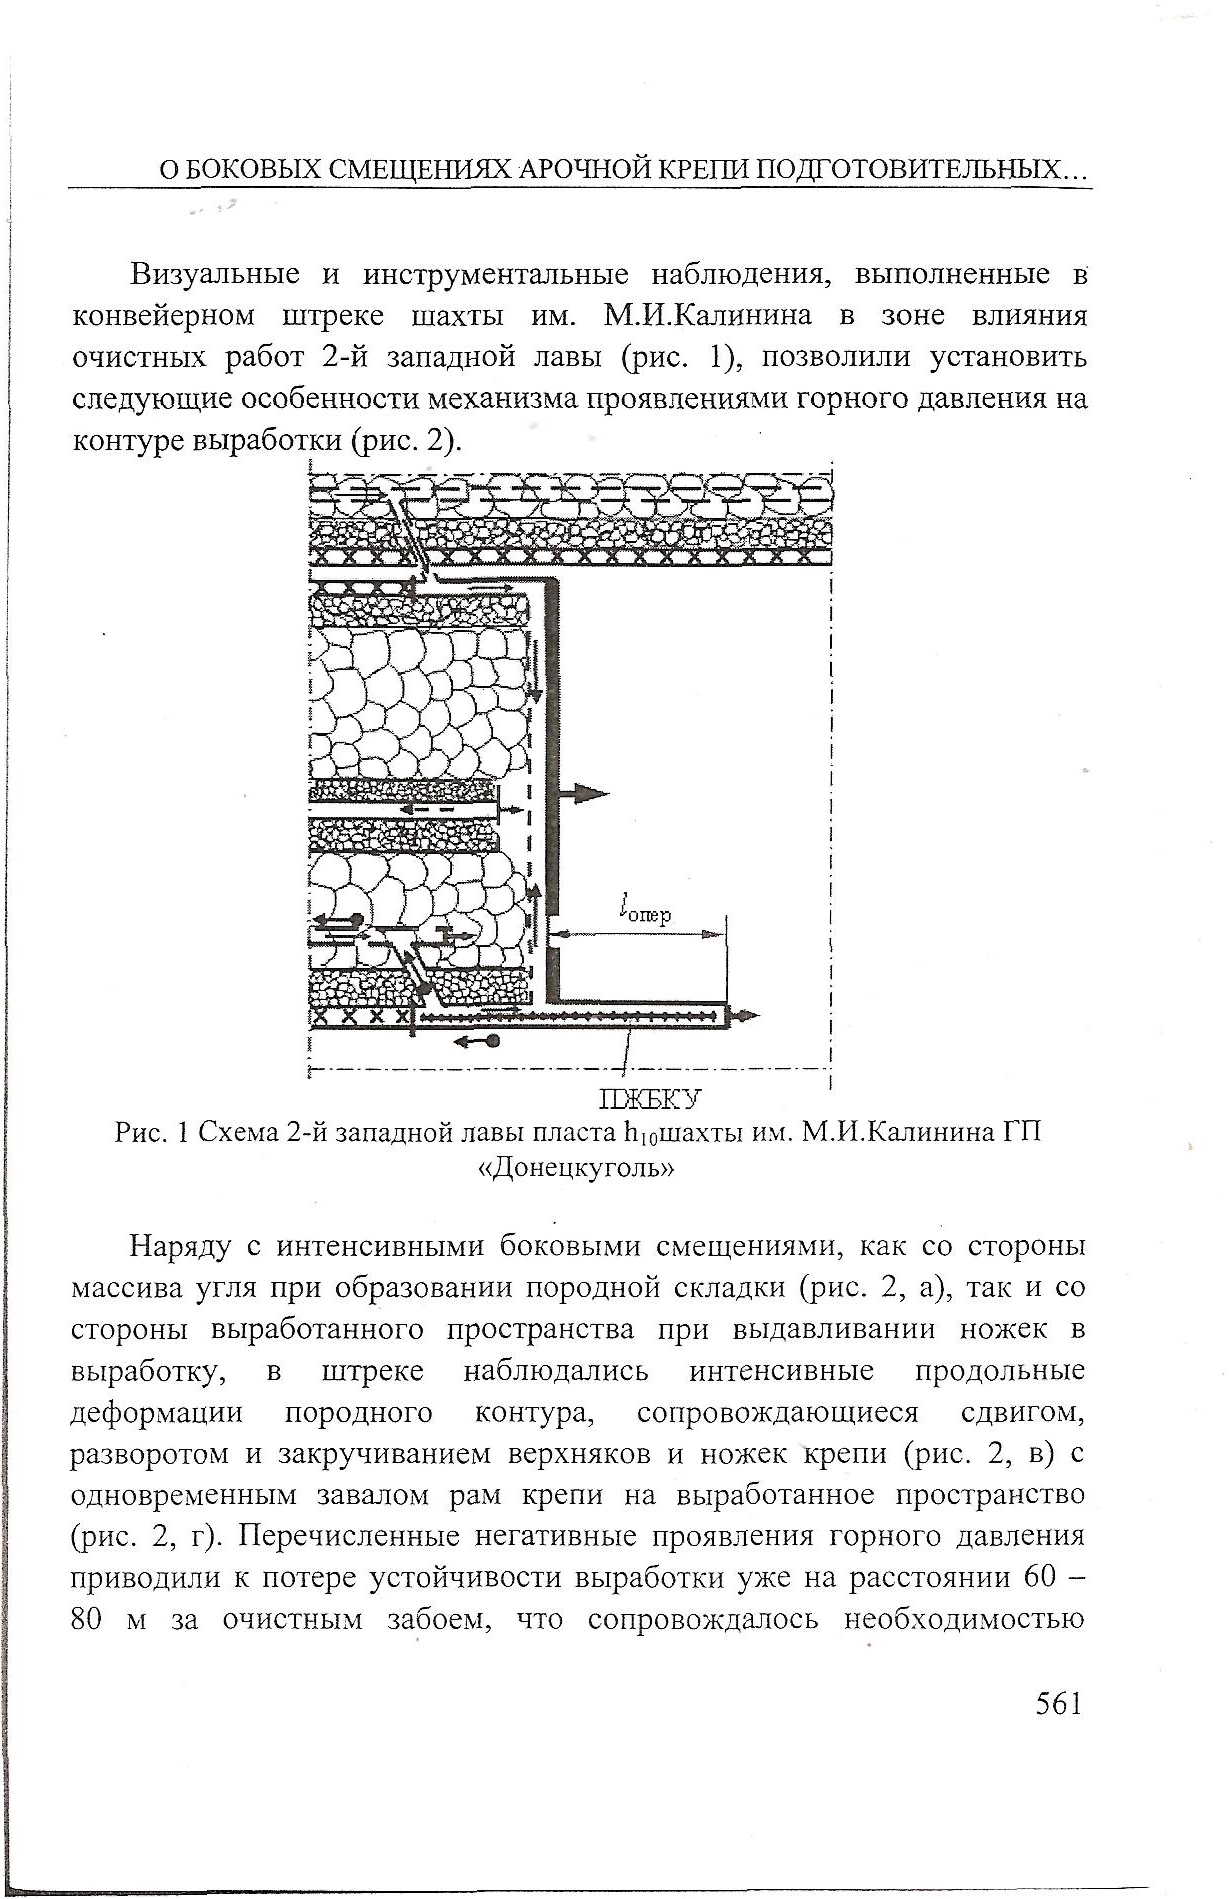 О БОКОВЫХ СМЕЩЕНИЯХ АРОЧНОЙ КРЕПИ ПОДГОТОВИТЕЛЬНЫХ...
Визуальные и инструментальные наблюдения, выполненные в
конвейерном штреке шахты им. М.И.Калинина в зоне влияния
очистных работ 2-й западной лавы (рис. 1), позволили установить
следующие особенности механизма проявлениями горного давления на
контуре выработки (рис. 2).
lопер
ПЖБКУ
Рис. 1 Схема 2-й западной лавы пласта h₁₀шахты им. М.И.Калинина ГП
«Донецкуголь»
Наряду с интенсивными боковыми смещениями, как со стороны
массива угля при образовании породной складки (рис. 2, а), так и со
стороны выработанного пространства при выдавливании ножек в
выработку, в штреке наблюдались интенсивные продольные
деформации породного контура, сопровождающиеся сдвигом,
разворотом и закручиванием верхняков и ножек крепи (рис. 2, в) с
одновременным завалом рам крепи на выработанное пространство
(рис. 2, г). Перечисленные негативные проявления горного давления
приводили к потере устойчивости выработки уже на расстоянии 60 –
80 м за очистным забоем, что сопровождалось необходимостью
561